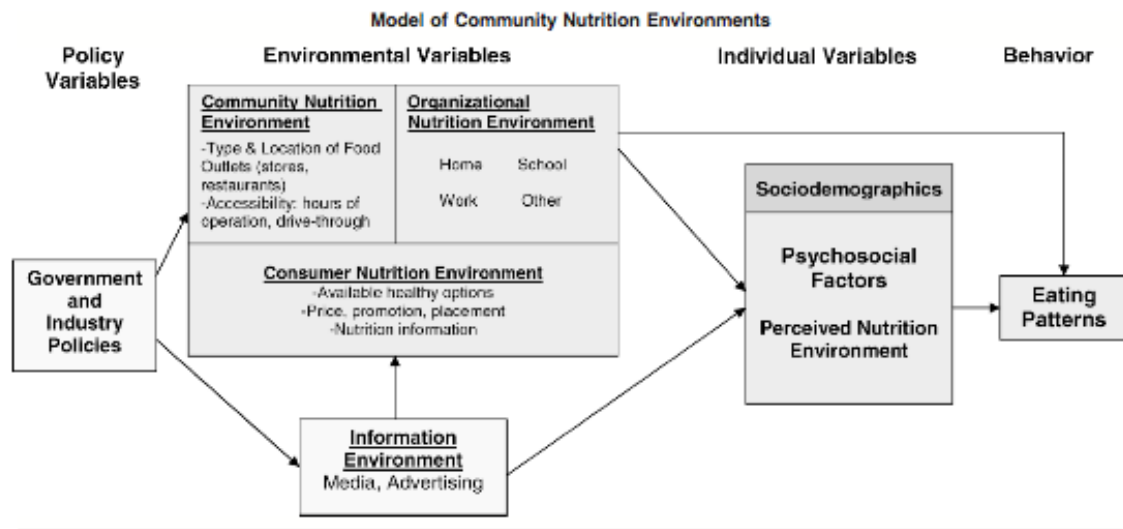 Model of Community Nutrition Environments
Policy
Variables
Environmental Variables
Individual Variables
Behavior
Community Nutrition
Environment
-Type & Location of Food
Outlets (stores,
restaurants)
-Accessibility: hours of
operation, drive-through
Organizational
Nutrition Environment
Home School
Work Other
Consumer Nutrition Environment
-Available healthy options
-Price, promotion, placement
-Nutrition information
Government
and
Industry
Policies
Information
Environment
Media, Advertising
Sociodemographics
Psychosocial
Factors
Perceived Nutrition
Environment
Eating
Patterns